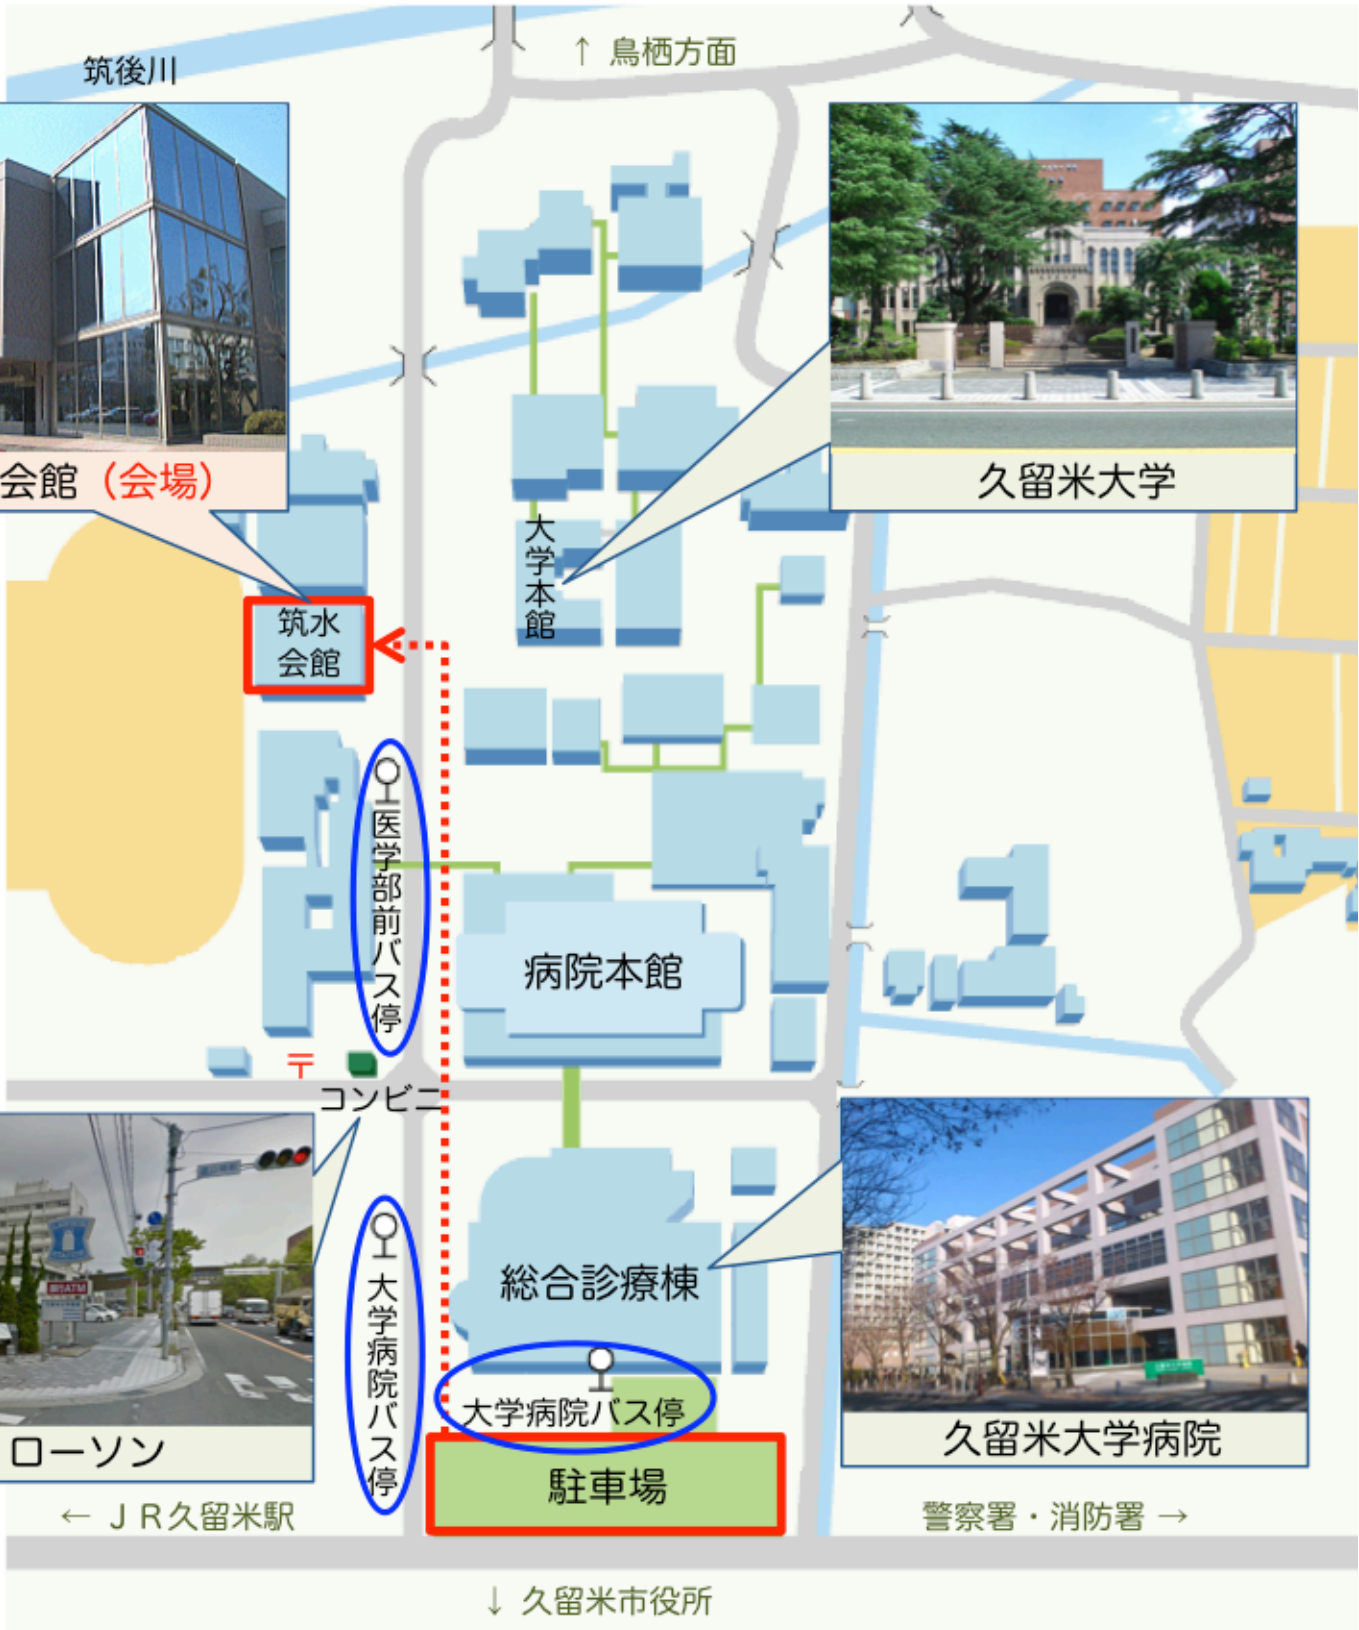 ↑ 鳥栖方面
筑後川
会館（会場）
久留米大学
大学本館
筑水
会館
医学部前バス停
病院本館
〒
コンビニ
総合診療棟
大学病院バス停
大学病院バス停
ローソン
久留米大学病院
駐車場
← ＪＲ久留米駅
警察署・消防署 →
↓ 久留米市役所